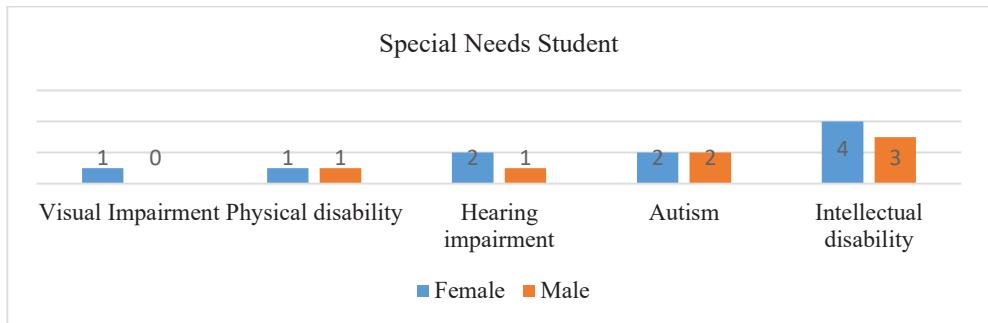 Special Needs Student
1 0 1 1 2 1 2 2 4 3
Visual Impairment Physical disability Hearing impairment Autism Intellectual disability
Female Male